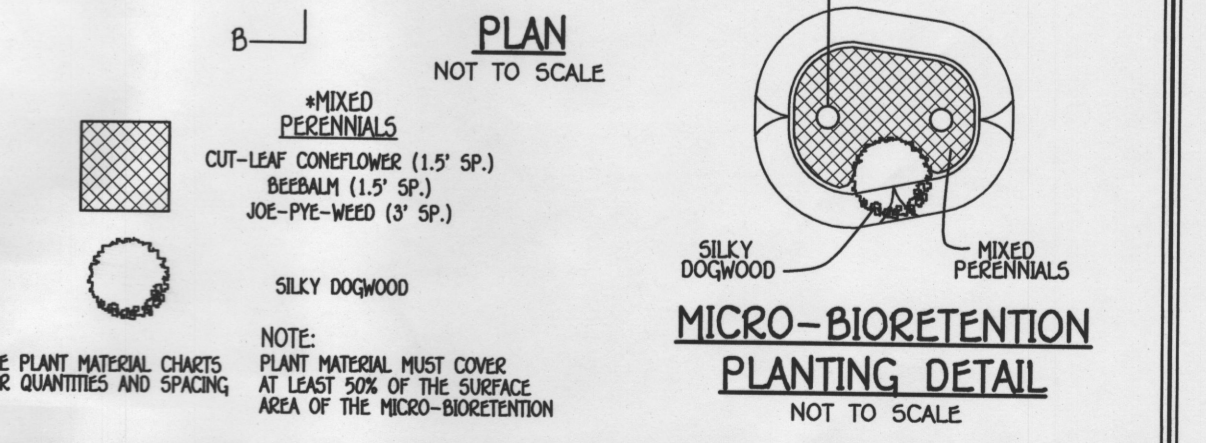 B
PLAN
NOT TO SCALE
*MIXED
PERENNIALS
CUT-LEAF CONEFLOWER (1.5' SP.)
BEEBALM (1.5' SP.)
JOE-PYE-WEED (3' SP.)
SILKY DOGWOOD
E PLANT MATERIAL CHARTS
R QUANTITIES AND SPACING
NOTE:
PLANT MATERIAL MUST COVER
AT LEAST 50% OF THE SURFACE
AREA OF THE MICRO-BIORETENTION
SILKY
DOGWOOD
MIXED
PERENNIALS
MICRO-BIORETENTION
PLANTING DETAIL
NOT TO SCALE